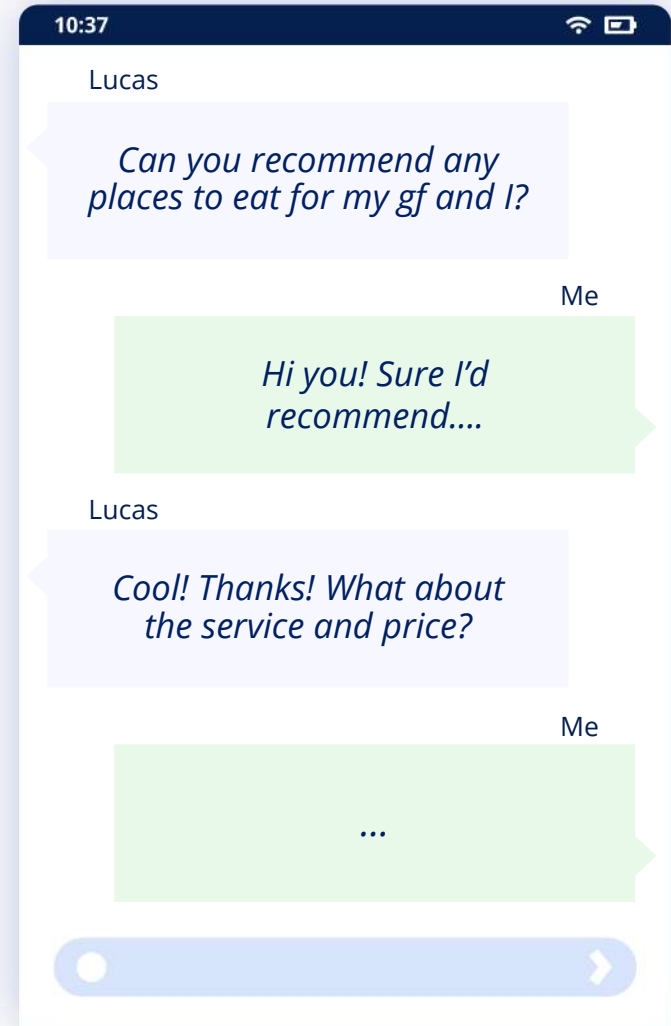 10:37
Lucas
Can you recommend any
places to eat for my gf and I?
Me
Hi you! Sure I’d
recommend....
Lucas
Cool! Thanks! What about
the service and price?
Me
...